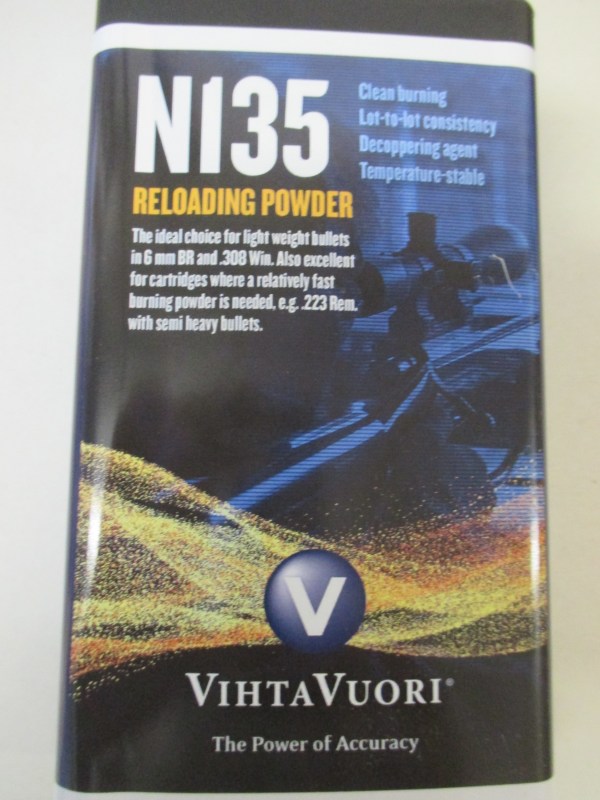 N135
RELOADING POWDER
The ideal choice for light weight bullets
in 6 mm BR and .308 Win. Also excellent
for cartridges where a relatively fast
burning powder is needed, e.g. .223 Rem.
with semi heavy bullets.
Clean burning
Lot-to-lot consistency
Decoppering agent
Temperature-stable
V
VIHTAVUORI®
The Power of Accuracy